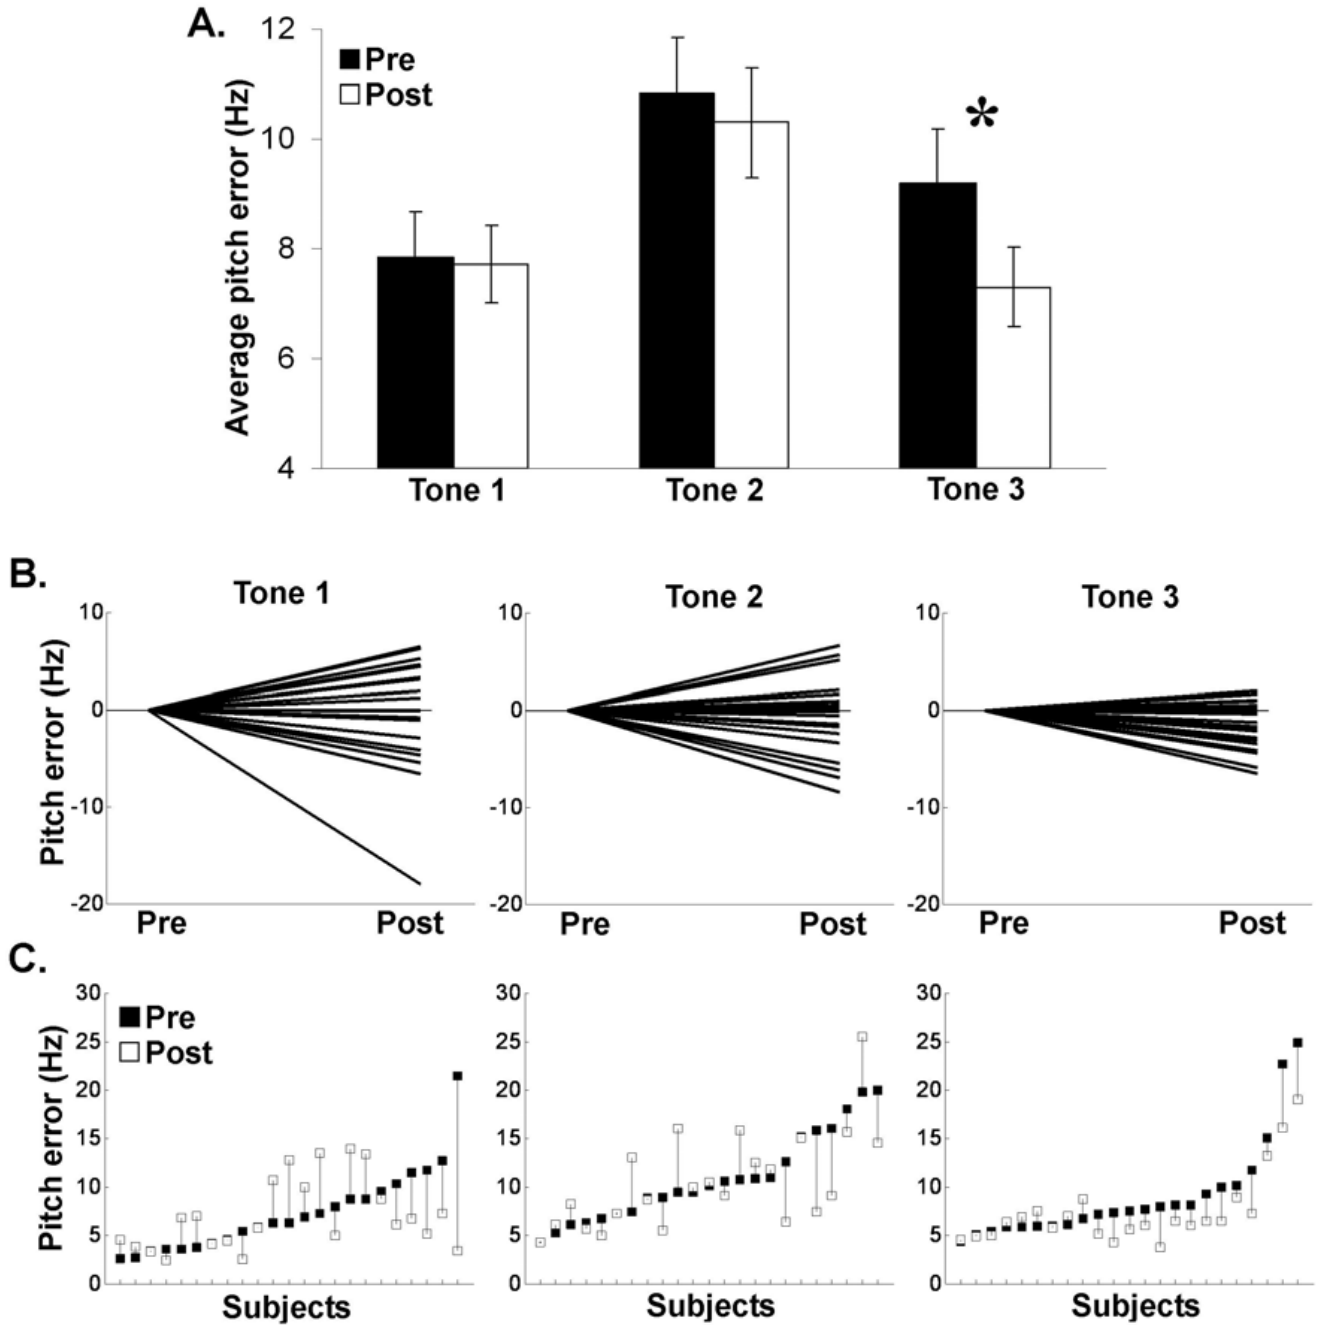 A.
12
10
8
6
4
Average pitch error (Hz)
Pre
Post
*
Tone 1
Tone 2
Tone 3
B.
Tone 1
Tone 2
Tone 3
Pitch error (Hz)
10
0
-10
-20
10
0
-10
-20
10
0
-10
-20
Pre
Post
Pre
Post
Pre
Post
C.
Pitch error (Hz)
30
25
20
15
10
5
0
Pre
Post
30
25
20
15
10
5
0
30
25
20
15
10
5
0
Subjects
Subjects
Subjects